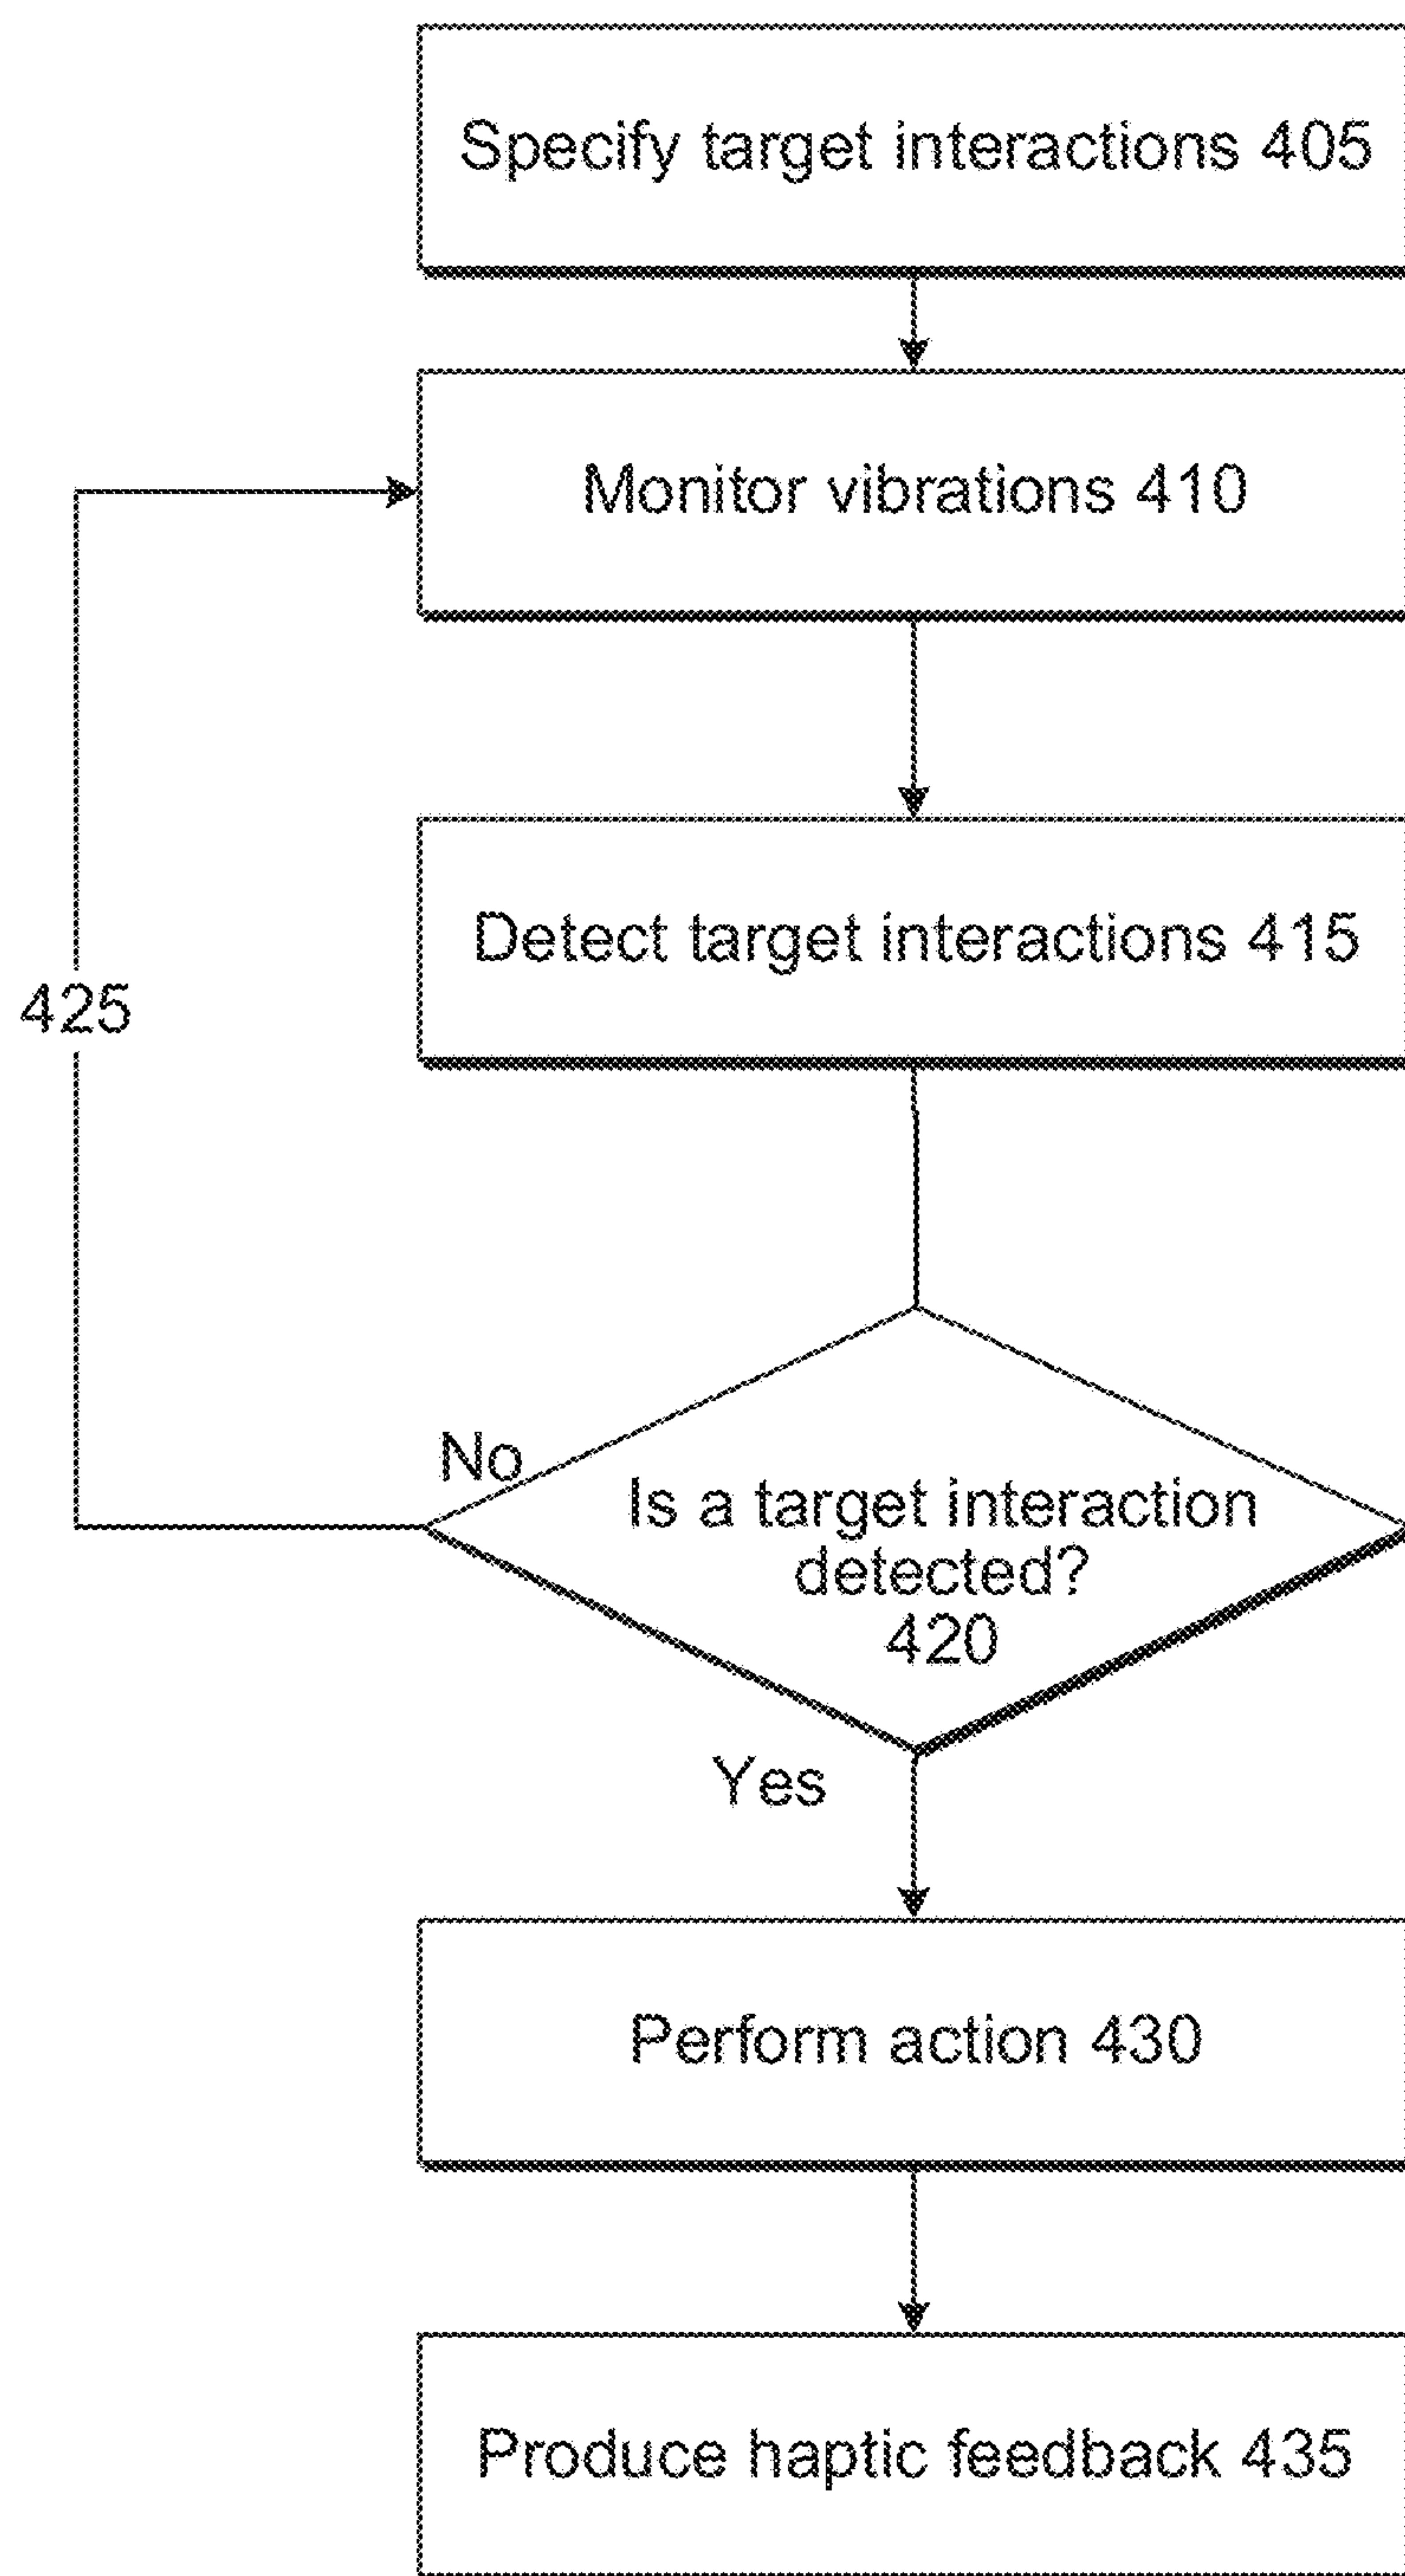 Specify target interactions 405
Monitor vibrations 410
Detect target interactions 415
425
No
Is a target interaction
detected?
420
Yes
Perform action 430
Produce haptic feedback 435